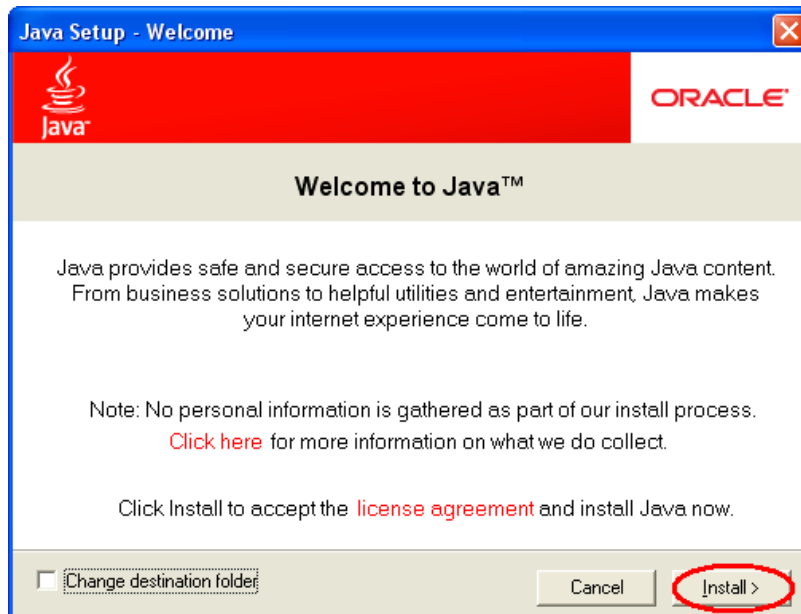 Java Setup - Welcome
Java™
ORACLE®
Welcome to Java™
Java provides safe and secure access to the world of amazing Java content.
From business solutions to helpful utilities and entertainment, Java makes
your internet experience come to life.
Note: No personal information is gathered as part of our install process.
Click here for more information on what we do collect.
Click Install to accept the license agreement and install Java now.
Change destination folder
Cancel
Install >